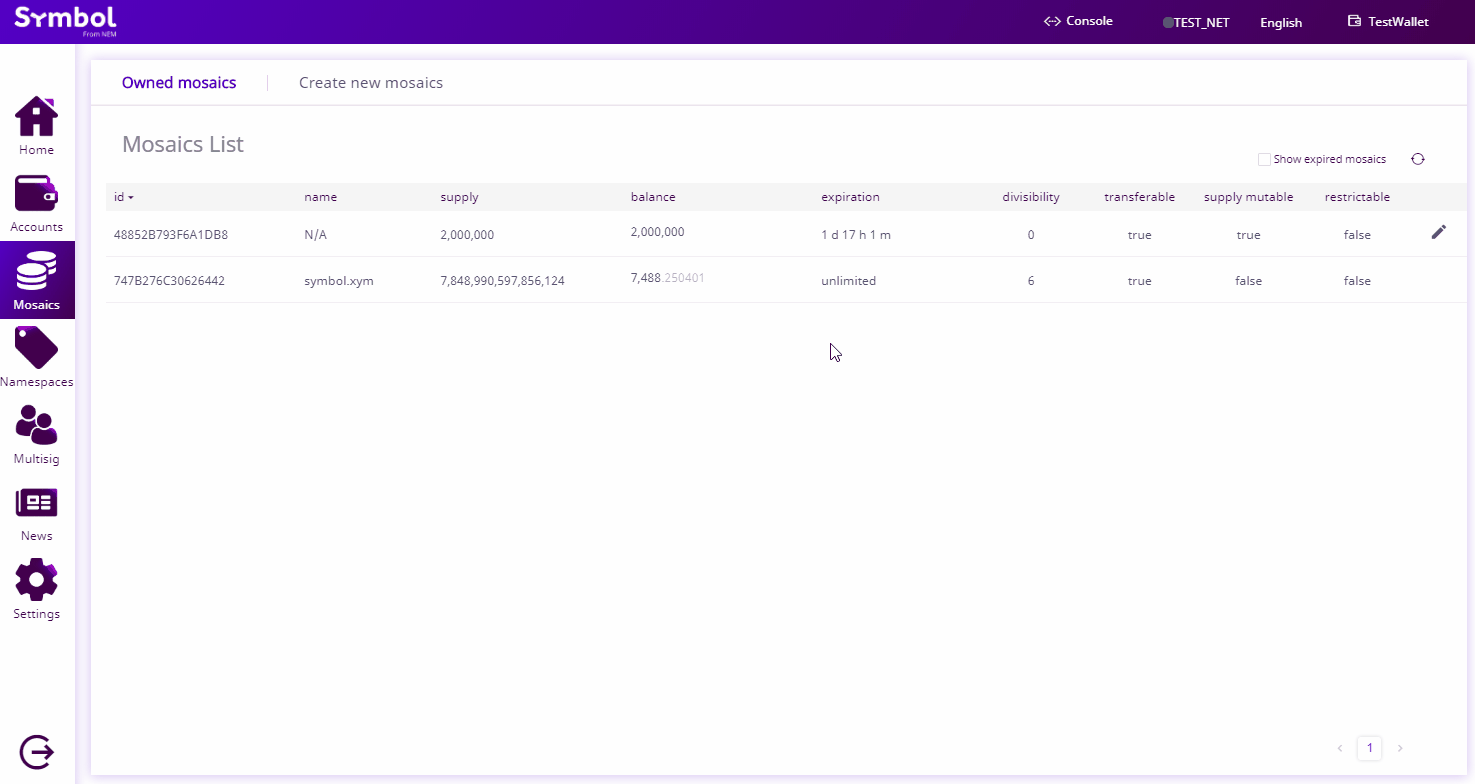 Symbol
From NEM
Console
TEST_NET
English
TestWallet
Home
Accounts
Mosaics
Namespaces
Multisig
News
Settings
Owned mosaics
Create new mosaics
Mosaics List
Show expired mosaics
id name supply balance expiration divisibility transferable supply mutable restrictable
48852B793F6A1DB8 N/A 2,000,000 2,000,000 1 d 17 h 1 m 0 true true false
747B276C30626442 symbol.xym 7,848,990,597,856,124 7,488.250401 unlimited 6 true false false
1